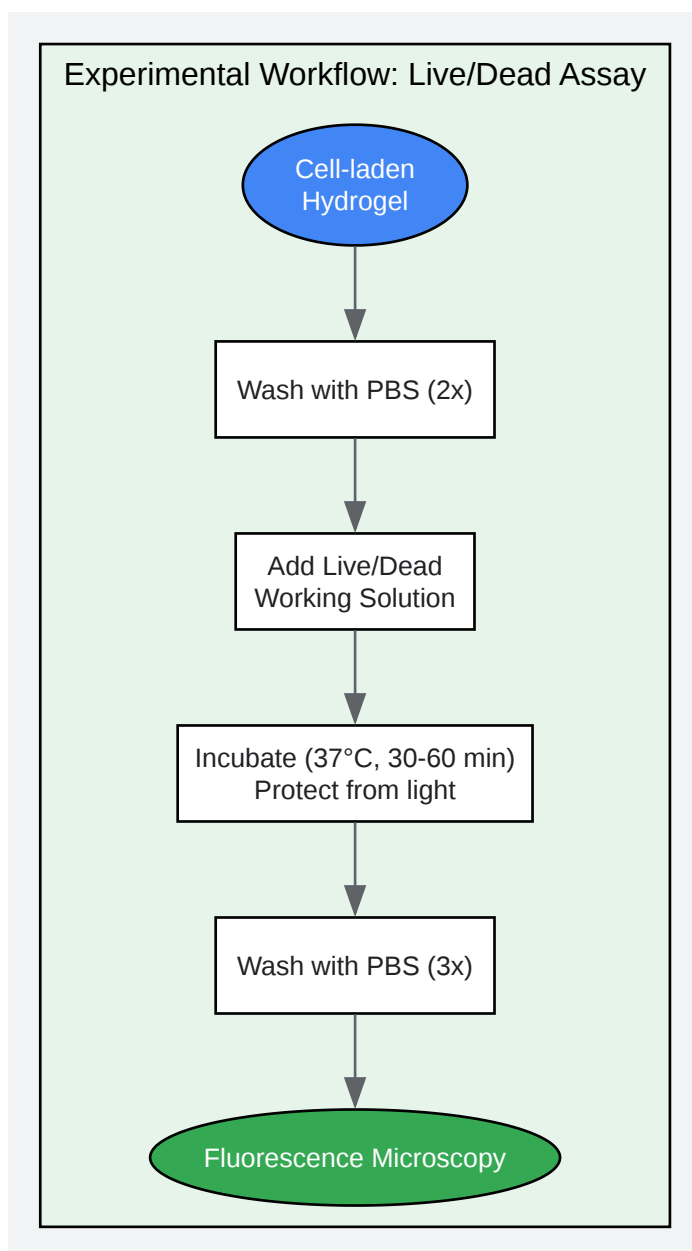 Experimental Workflow: Live/Dead Assay
Cell-laden
Hydrogel
Wash with PBS (2x)
Add Live/Dead
Working Solution
Incubate (37°C, 30-60 min)
Protect from light
Wash with PBS (3x)
Fluorescence Microscopy